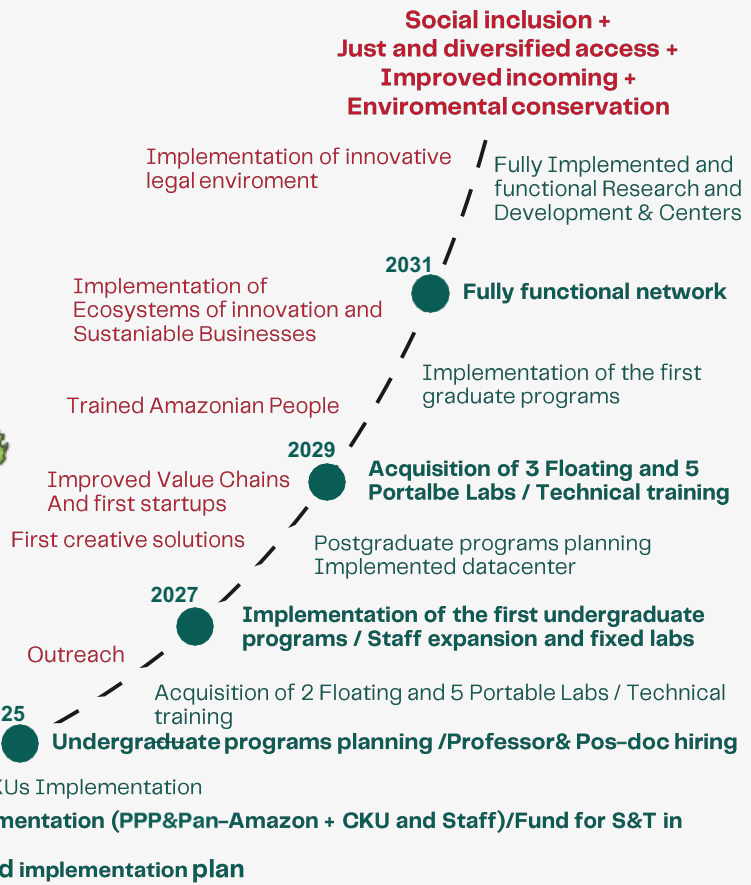 Social inclusion +
Just and diversified access +
Improved incoming +
Enviromental conservation
Implementation of innovative
legal enviroment
Fully Implemented and
functional Research and
Development & Centers
2031
Fully functional network
Implementation of
Ecosystems of innovation and
Sustaniable Businesses
Implementation of the first
graduate programs
Trained Amazonian People
2029
Acquisition of 3 Floating and 5
Portalbe Labs / Technical training
Improved Value Chains
And first startups
First creative solutions
Postgraduate programs planning
Implemented datacenter
2027
Implementation of the first undergraduate
programs / Staff expansion and fixed labs
Outreach
Acquisition of 2 Floating and 5 Portable Labs / Technical
training
25
Undergraduate programs planning /Professor& Pos-doc hiring
KUs Implementation
mentation (PPP&Pan-Amazon + CKU and Staff)/Fund for S&T in
d implementation plan